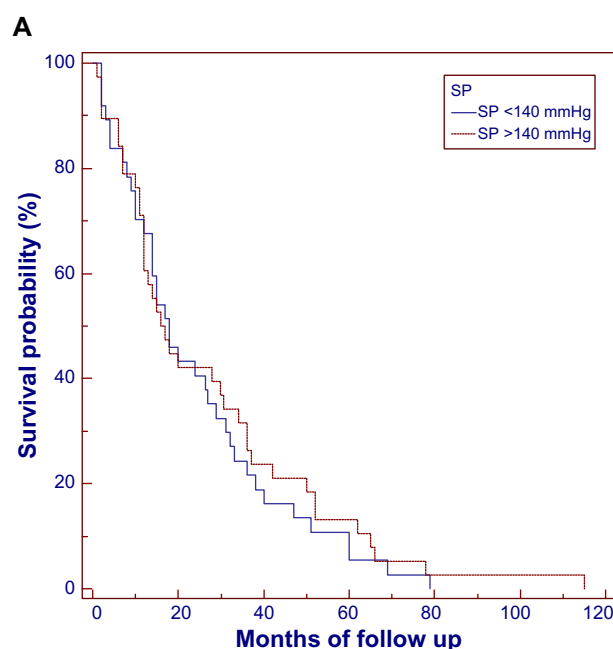 A
100
80
60
40
20
0
Survival probability (%)
SP
SP <140 mmHg
SP >140 mmHg
0 20 40 60 80 100 120
Months of follow up